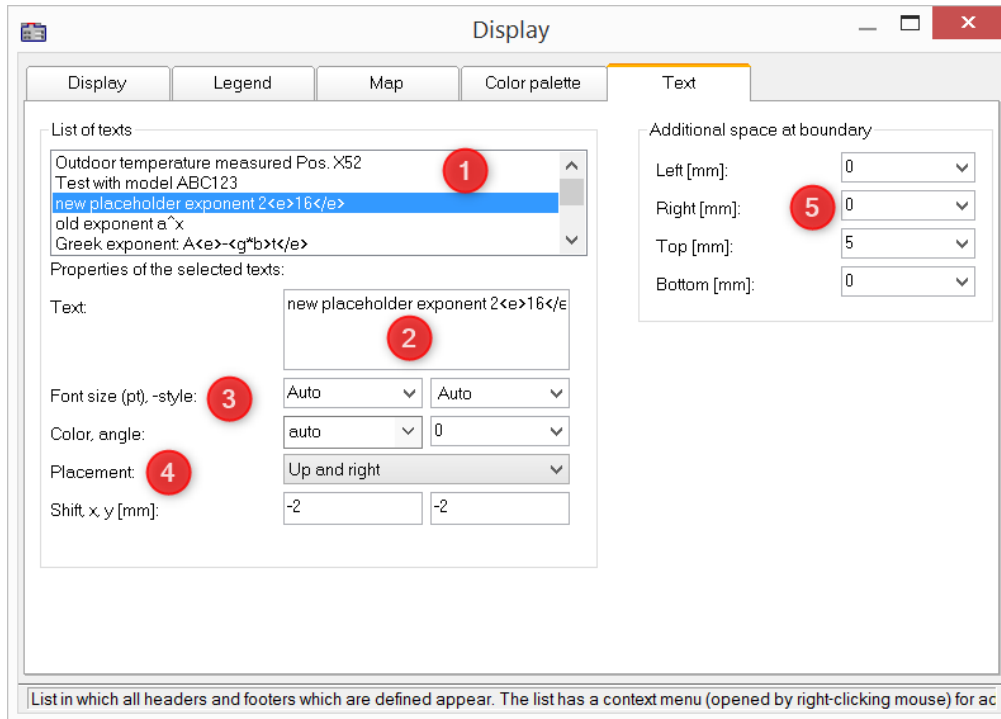 Display
Display Legend Map Color palette Text
List of texts
Outdoor temperature measured Pos. X52
Test with model ABC123
new placeholder exponent 2<e>16</e>
old exponent a^x
Greek exponent: A<e>-<g*b>t</e>
1
Properties of the selected texts:
Text:
new placeholder exponent 2<e>16</e
2
Font size (pt), -style:
3
Auto Auto
Color, angle:
auto 0
Placement:
4
Up and right
Shift, x, y [mm]:
-2 -2
Additional space at boundary
Left [mm]: 0
Right [mm]: 5 0
Top [mm]: 5
Bottom [mm]: 0
List in which all headers and footers which are defined appear. The list has a context menu (opened by right-clicking mouse) for ac